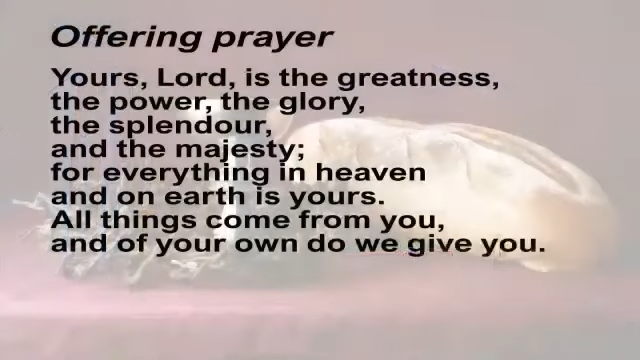 Offering prayer
Yours, Lord, is the greatness,
the power, the glory,
the splendour,
and the majesty;
for everything in heaven
and on earth is yours.
All things come from you,
and of your own do we give you.